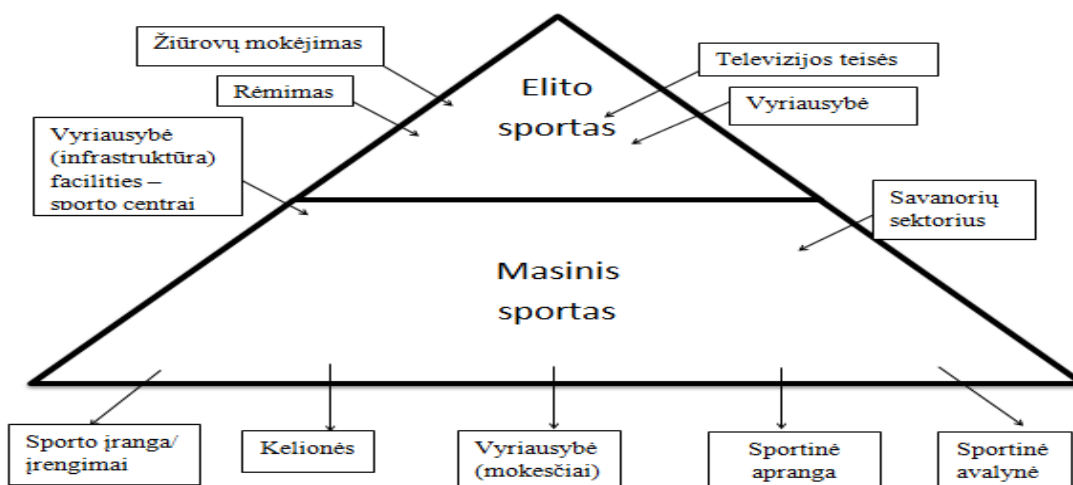 Žiūrovų mokėjimas
Televizijos teisės
Rėmimas
Elito
sportas
Vyriausybė
Vyriausybė
(infrastruktūra)
facilities –
sporto centrai
Savanorių
sektorius
Masinis
sportas
Sporto įranga/
įrengimai
Kelionės
Vyriausybė
(mokesčiai)
Sportinė
apranga
Sportinė
avalynė